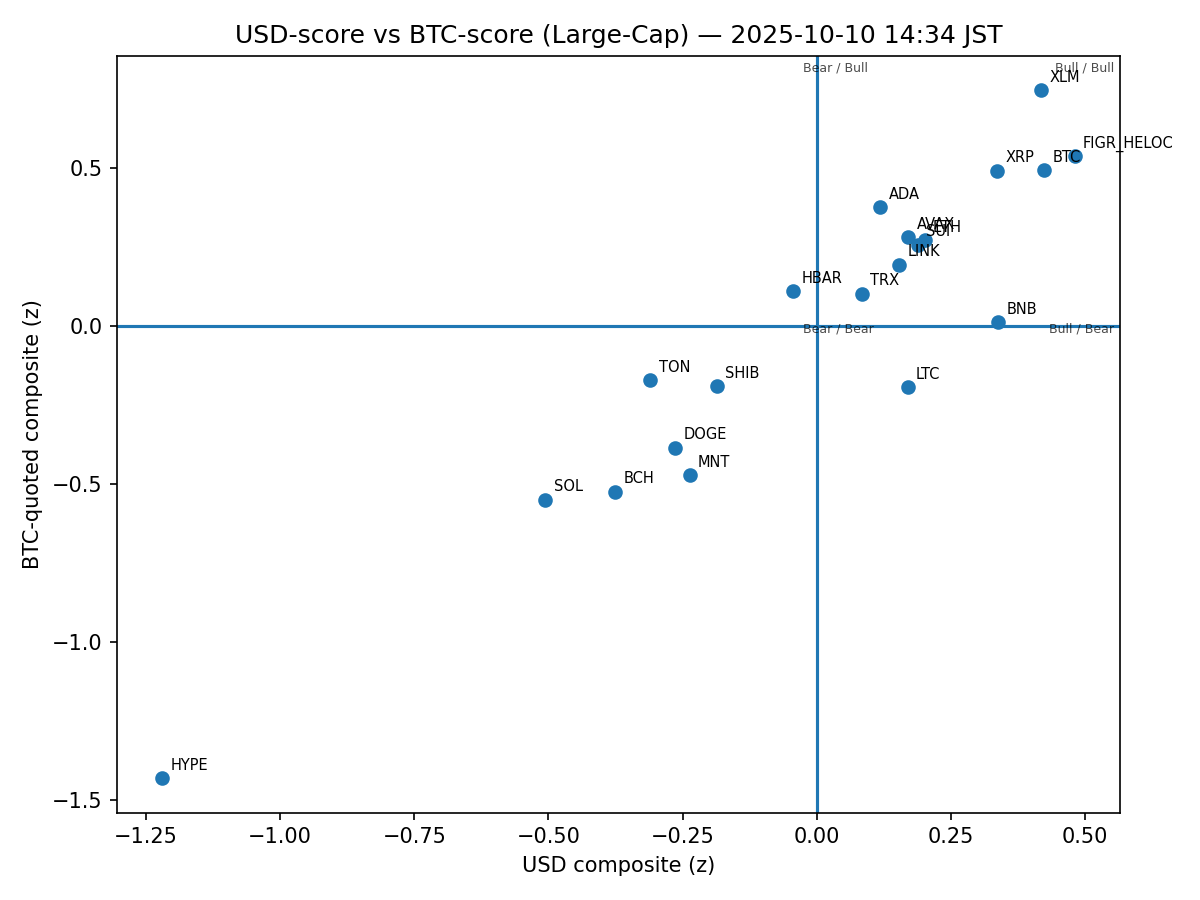 USD-score vs BTC-score (Large-Cap) — 2025-10-10 14:34 JST
Bear / Bull
Bull / Bull
XLM
FIGR_HELOC
XRP
BTC
ADA
AVAX
ETH
SUI
LINK
HBAR
TRX
BNB
Bear / Bear
Bull / Bear
TON
SHIB
LTC
DOGE
MNT
BCH
SOL
HYPE
0.5
0.0
−0.5
−1.0
−1.5
BTC-quoted composite (z)
−1.25
−1.00
−0.75
−0.50
−0.25
0.00
0.25
0.50
USD composite (z)